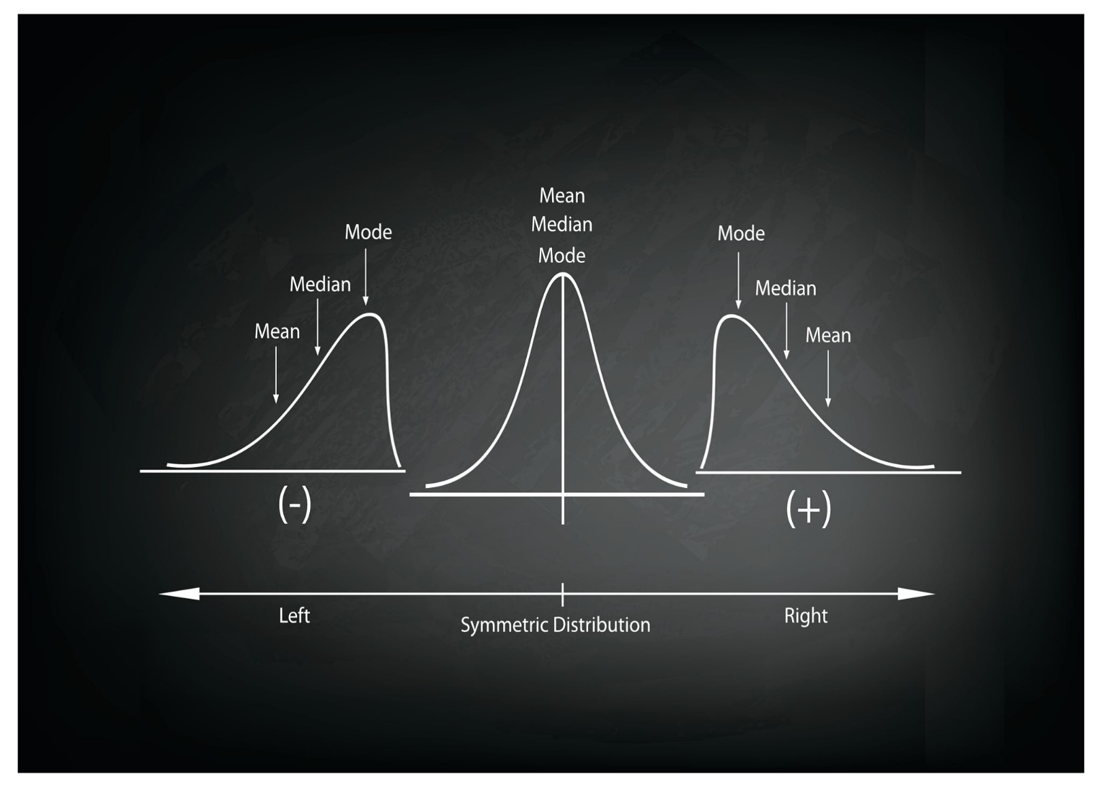 Mean
Median
Mode
Mode
Median
Mean
Mode
Median
Mean
(-)
(+)
Left
Symmetric Distribution
Right